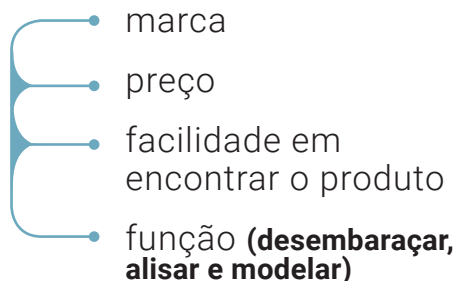 marca
preço
facilidade em
encontrar o produto
função (desembaraçar,
alisar e modelar)